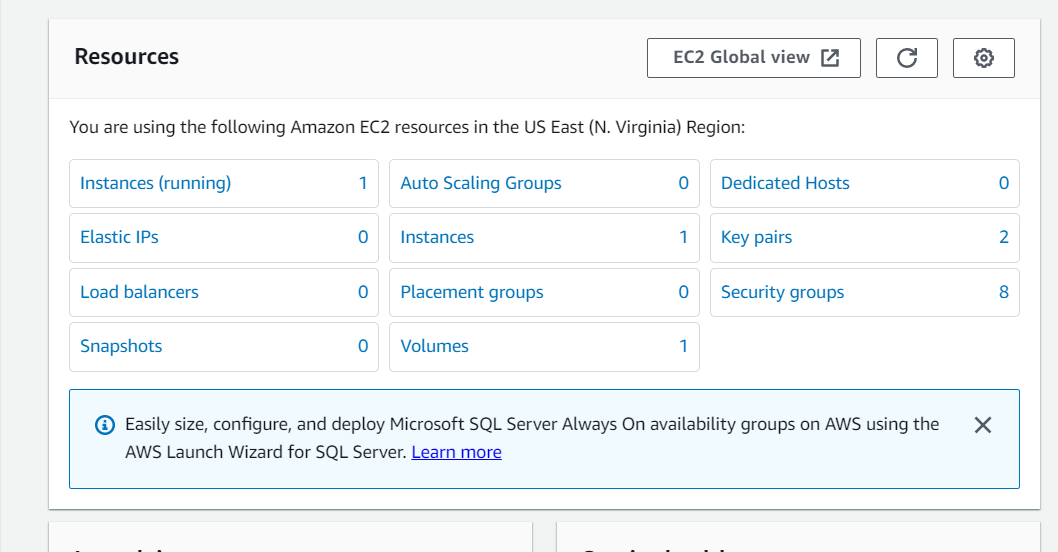 Resources
EC2 Global view
You are using the following Amazon EC2 resources in the US East (N. Virginia) Region:
Instances (running) 1
Auto Scaling Groups 0
Dedicated Hosts 0
Elastic IPs 0
Instances 1
Key pairs 2
Load balancers 0
Placement groups 0
Security groups 8
Snapshots 0
Volumes 1
Easily size, configure, and deploy Microsoft SQL Server Always On availability groups on AWS using the
AWS Launch Wizard for SQL Server. Learn more